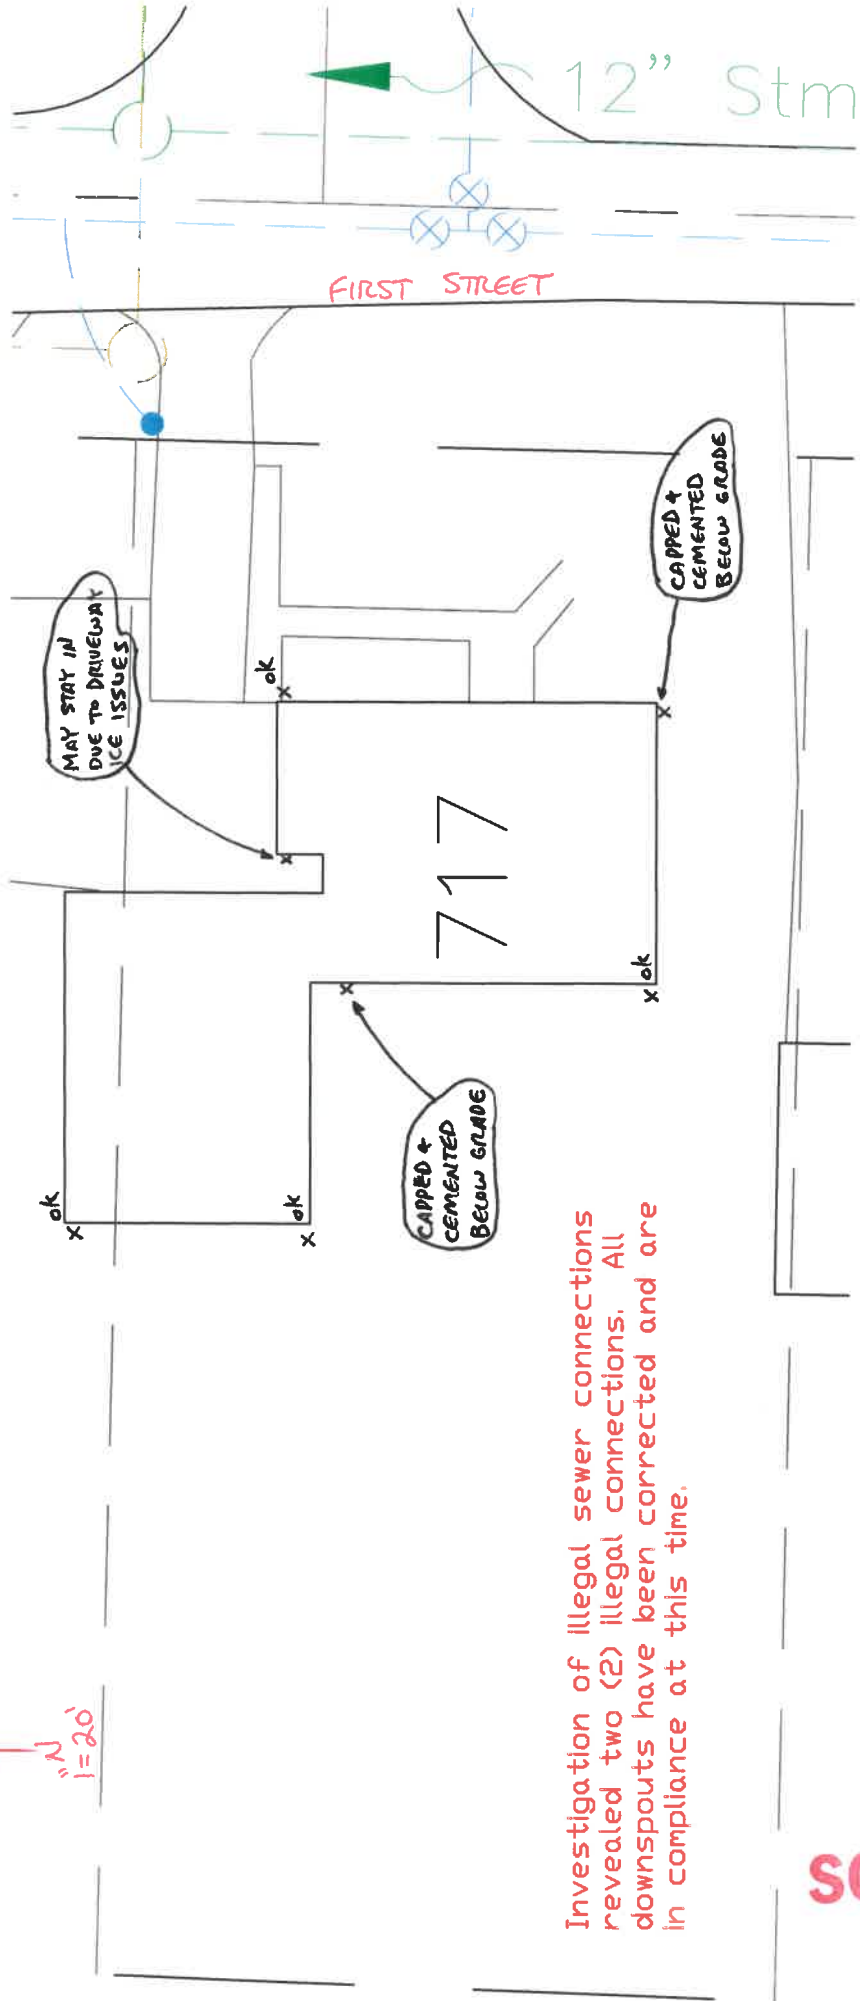 12” Stm
FIRST STREET
MAY STAY IN
DUE TO DRIVEWAY
ICE ISSUES
ok
CAPPED &
CEMENTED
BELOW GRADE
717
ok
CAPPED &
CEMENTED
BELOW GRADE
ok
ok
Investigation of illegal sewer connections
revealed two (2) illegal connections. All
downspouts have been corrected and are
in compliance at this time.
N
1"=20'